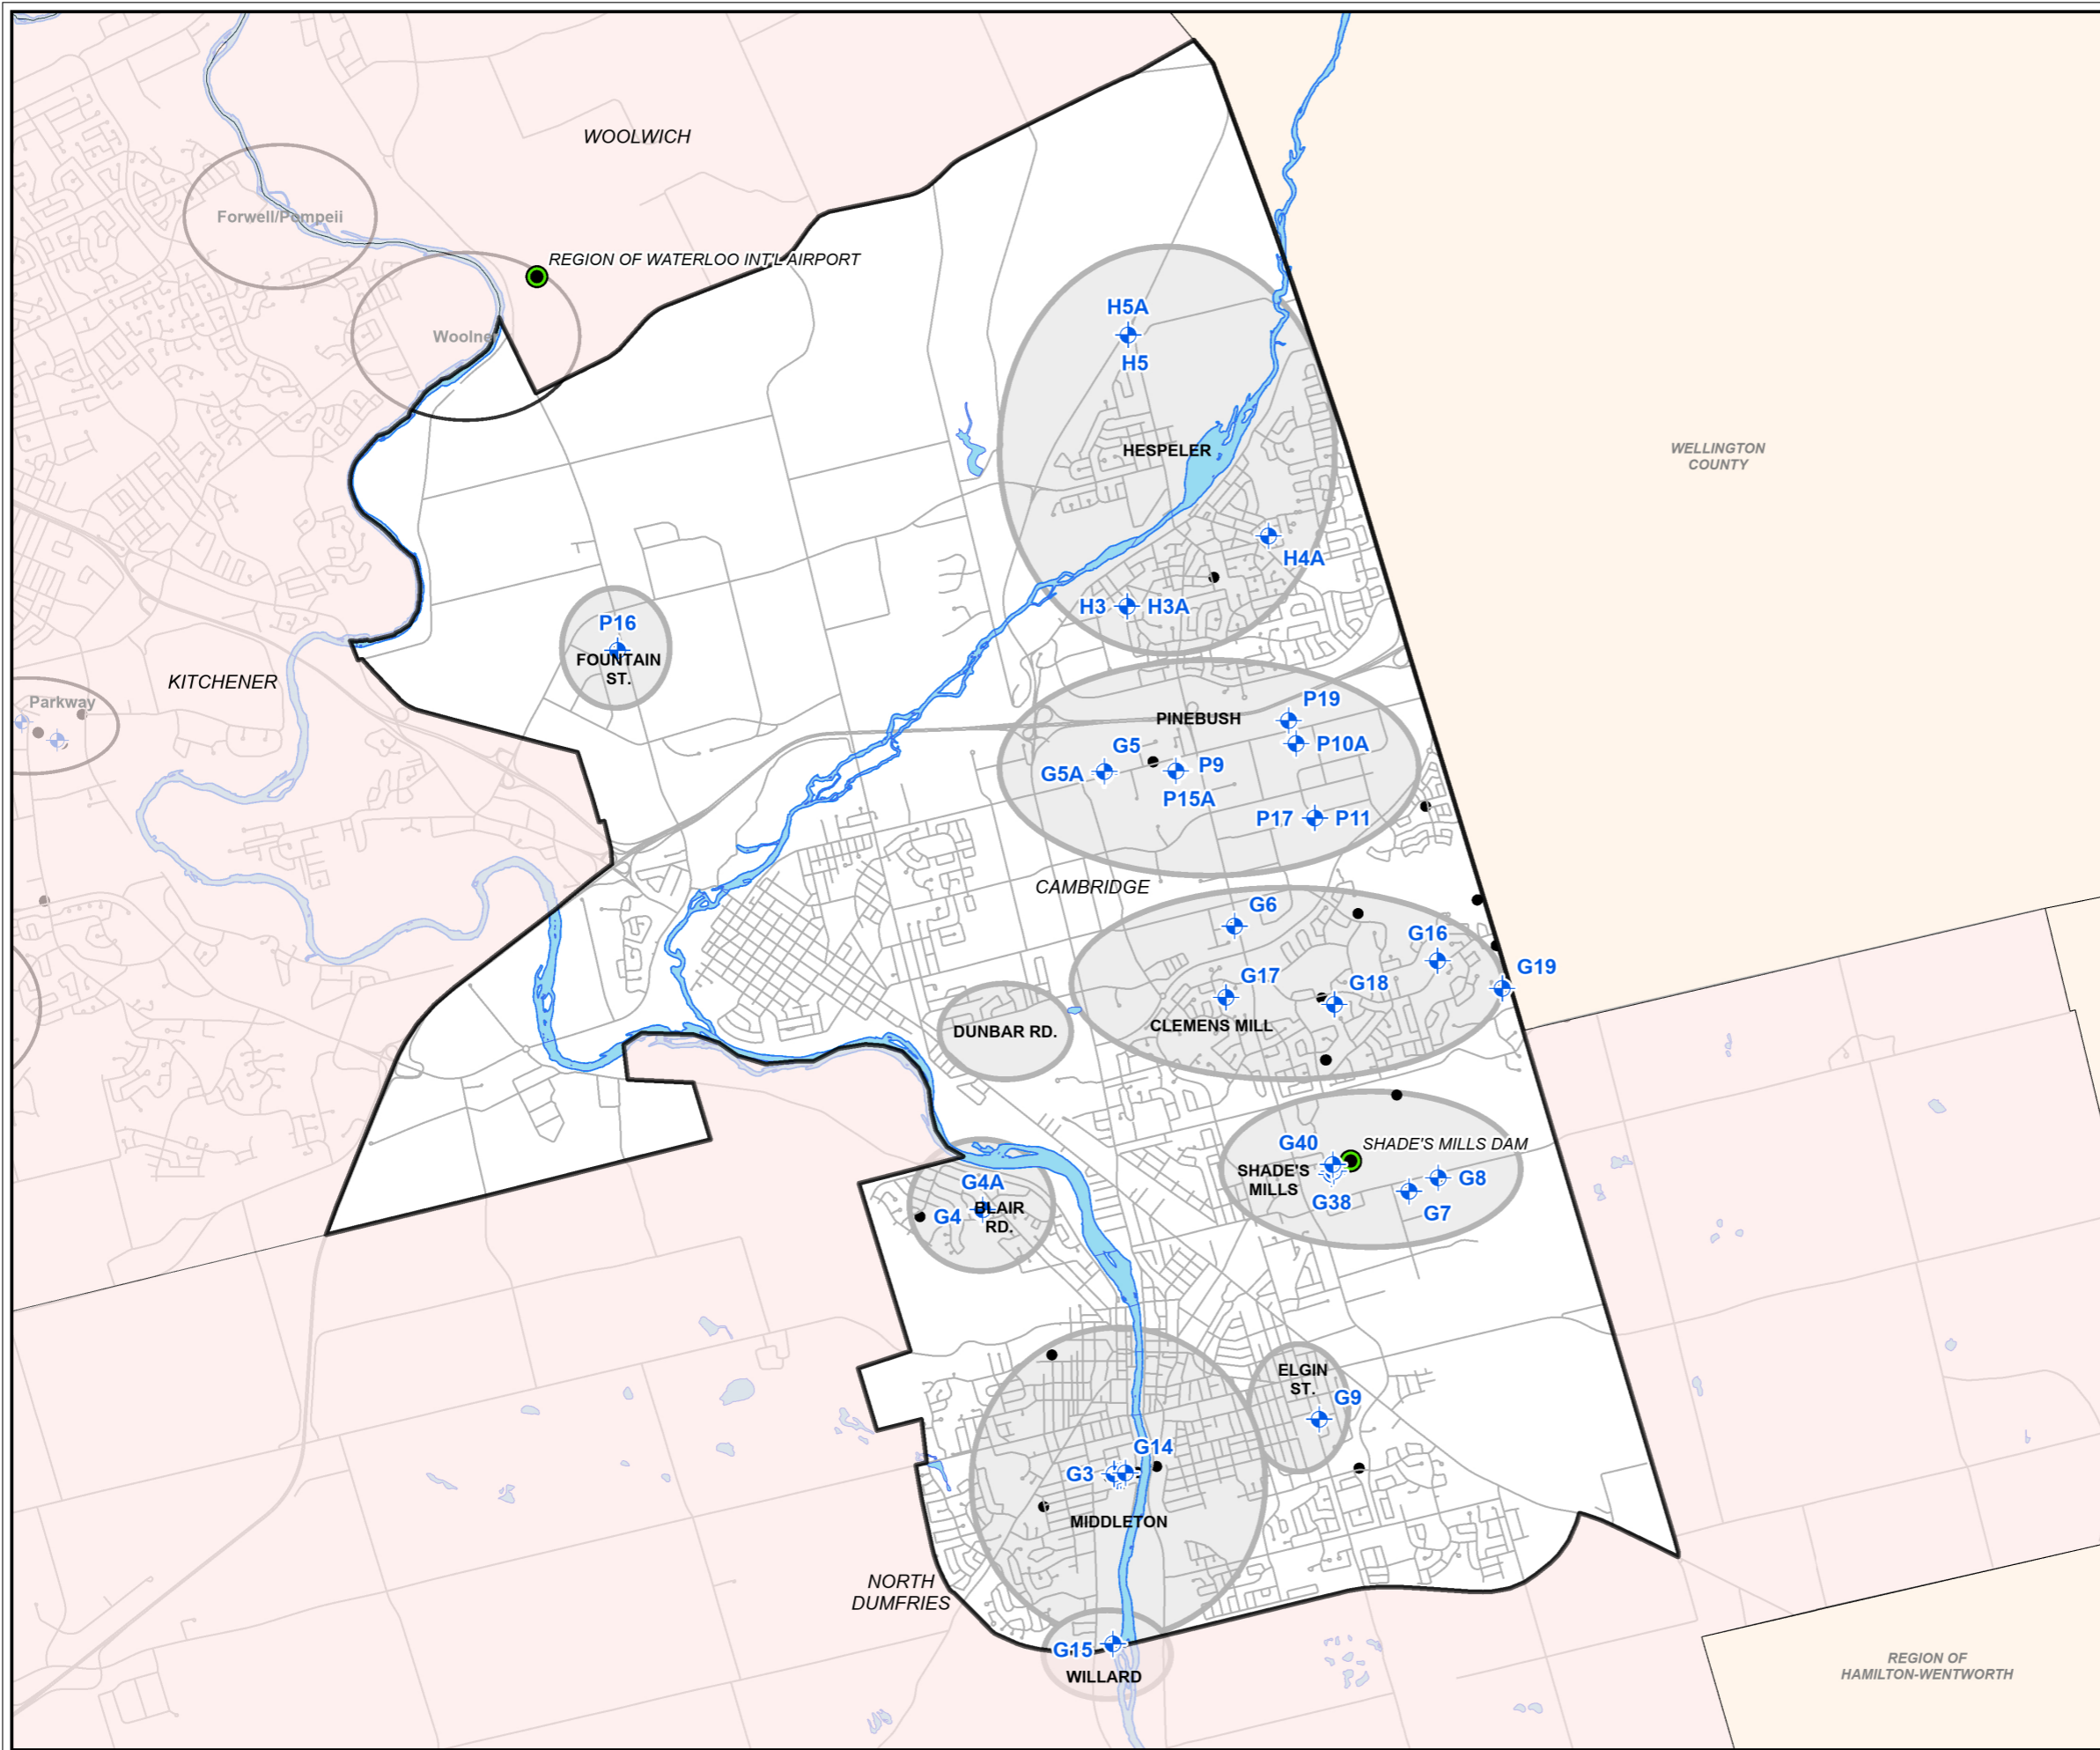 WOOLWICH
Forwell/Pompeii
REGION OF WATERLOO INT'L AIRPORT
H5A
Woolne
H5
HESPELER
WELLINGTON
COUNTY
H4A
H3
H3A
P16
FOUNTAIN
ST.
KITCHENER
Parkway
P19
PINEBUSH
G5
P10A
G5A
P9
P15A
P17
P11
CAMBRIDGE
G6
G16
G19
G17
G18
DUNBAR RD.
CLEMENS MILL
G40
SHADE'S MILLS DAM
SHADE'S
MILLS
G8
G38
G7
G4A
G4
BLAIR
RD.
ELGIN
ST.
G9
G14
G3
MIDDLETON
NORTH
DUMFRIES
G15
WILLARD
REGION OF
HAMILTON-WENTWORTH